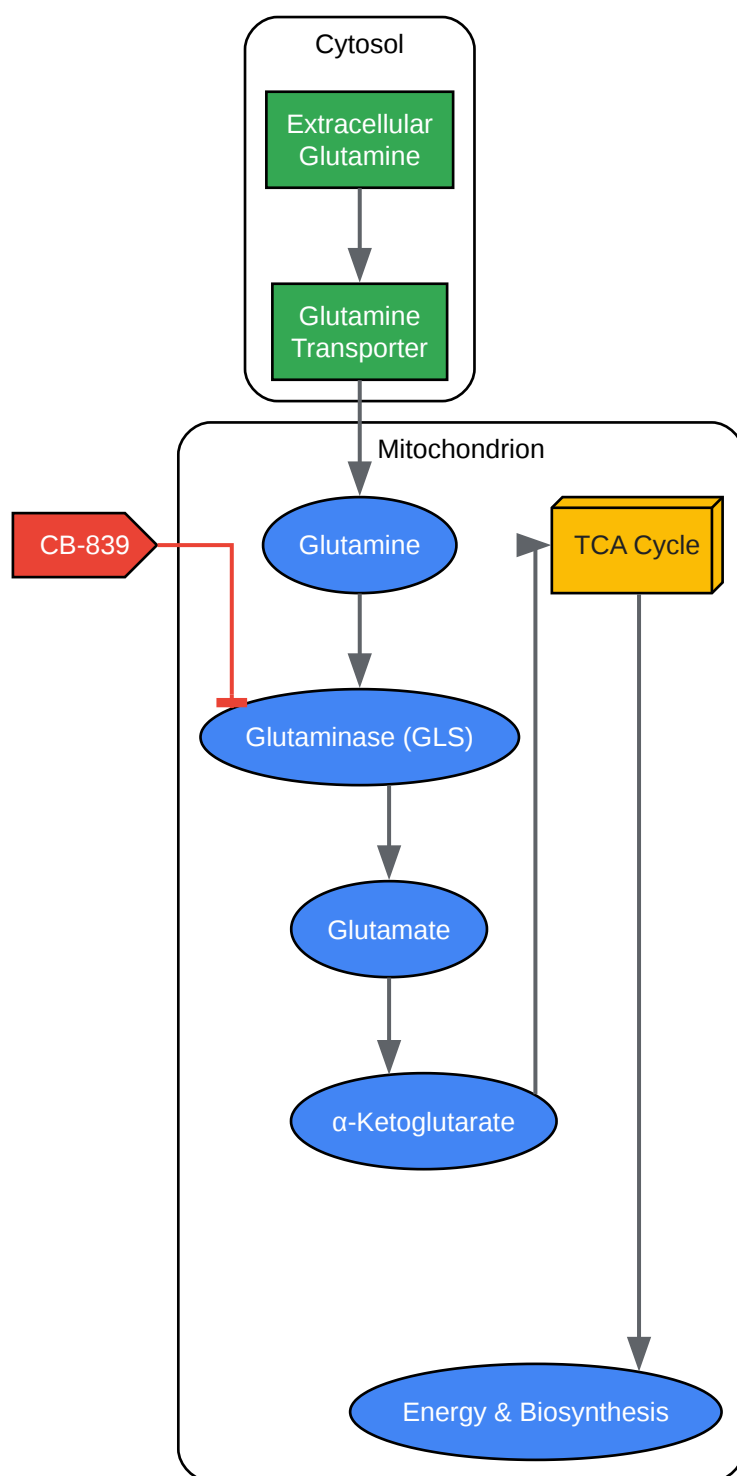 Cytosol
Extracellular
Glutamine
Glutamine
Transporter
Mitochondrion
CB-839
Glutamine
TCA Cycle
Glutaminase (GLS)
Glutamate
α-Ketoglutarate
Energy & Biosynthesis